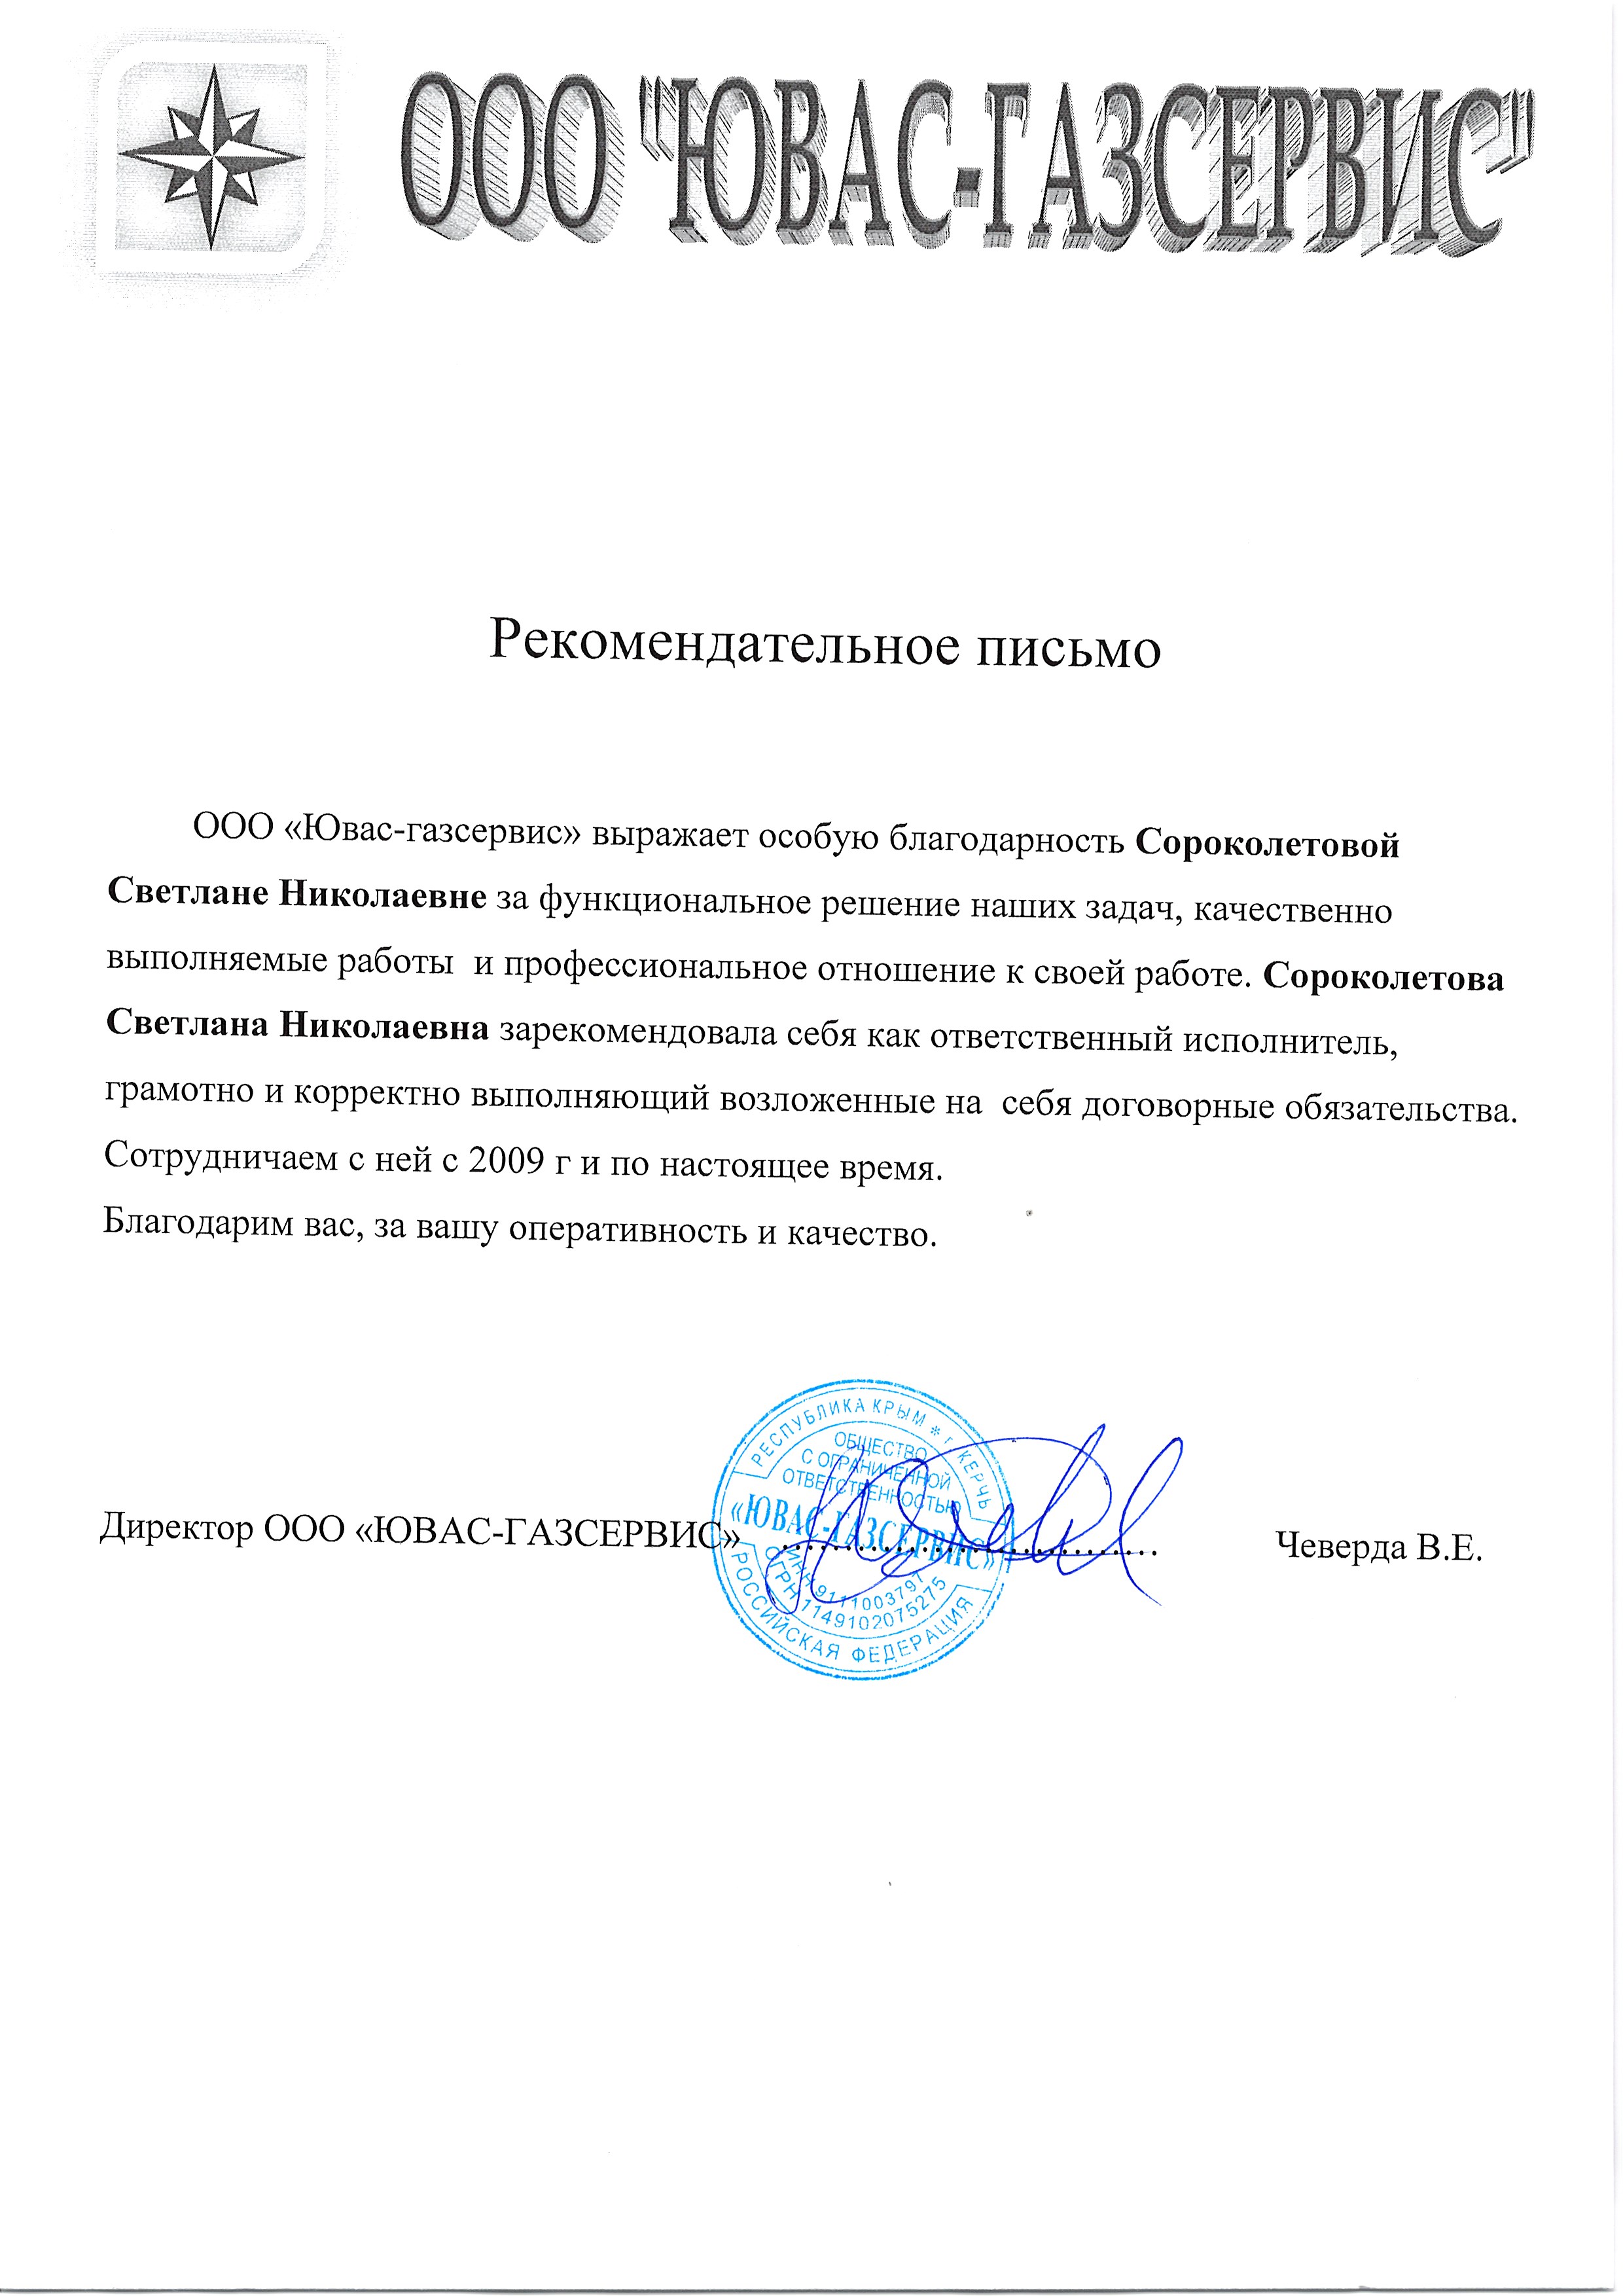 ООО "ЮВАС-ГАЗСЕРВИС"
Рекомендательное письмо
ООО «Ювас-газсервис» выражает особую благодарность Сороколетовой
Светлане Николаевне за функциональное решение наших задач, качественно
выполняемые работы  и профессиональное отношение к своей работе. Сороколетова
Светлана Николаевна зарекомендовала себя как ответственный исполнитель,
грамотно и корректно выполняющий возложенные на  себя договорные обязательства.
Сотрудничаем с ней с 2009 г и по настоящее время.
Благодарим вас, за вашу оперативность и качество.
Директор ООО «ЮВАС-ГАЗСЕРВИС» ................................ Чеверда В.Е.
РЕСПУБЛИКА КРЫМ * г. КЕРЧЬ
ОБЩЕСТВО
С ОГРАНИЧЕННОЙ
ОТВЕТСТВЕННОСТЬЮ
«ЮВАС-ГАЗСЕРВИС»
ИНН 9111003797
ОГРН 1149102075275
РОССИЙСКАЯ ФЕДЕРАЦИЯ